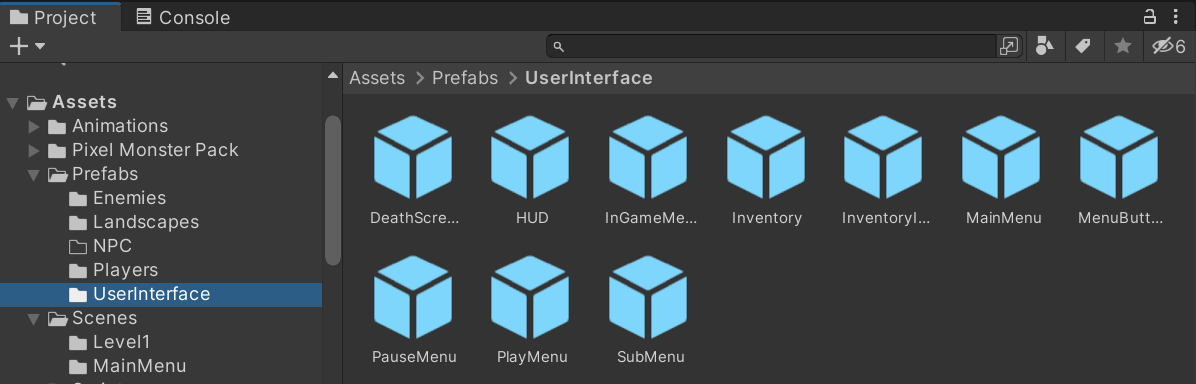 Project
Console
6
Assets
Animations
Pixel Monster Pack
Prefabs
Enemies
Landscapes
NPC
Players
UserInterface
Scenes
Level1
MainMenu
Assets > Prefabs > UserInterface
DeathScre...
HUD
InGameMe...
Inventory
InventoryI...
MainMenu
MenuButt...
PauseMenu
PlayMenu
SubMenu